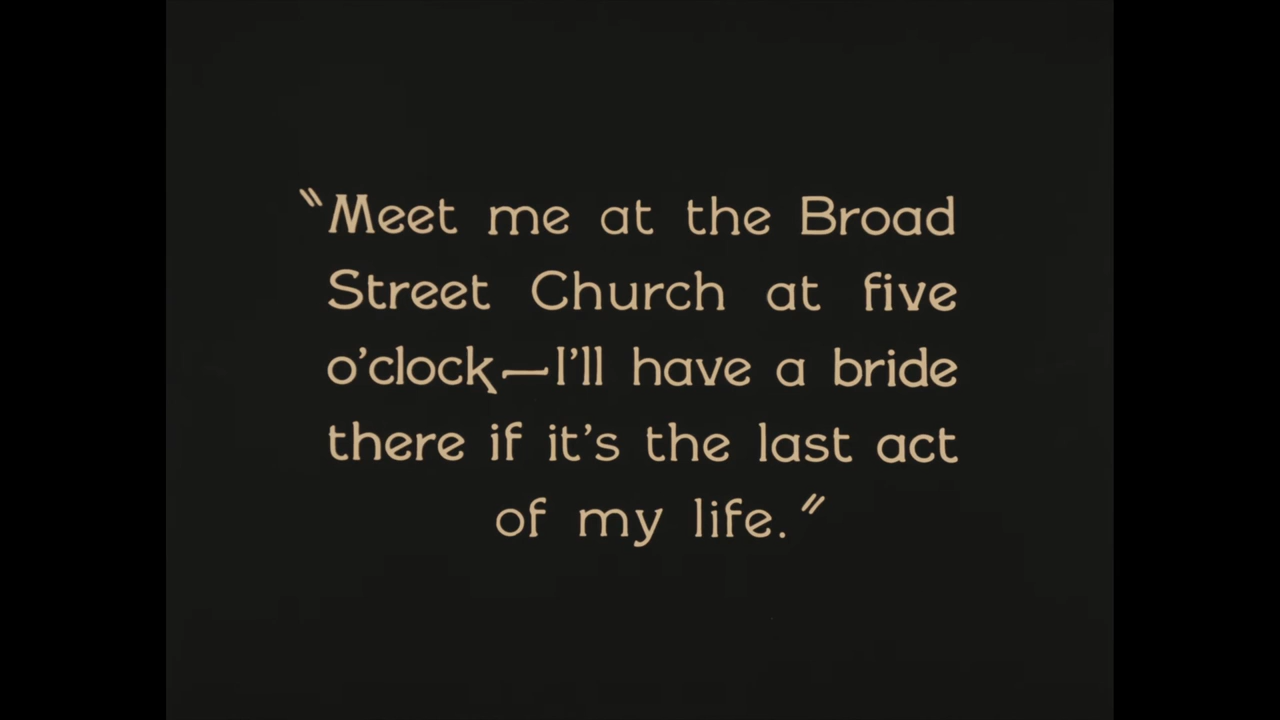 "Meet me at the Broad
Street Church at five
o'clock—I'll have a bride
there if it's the last act
of my life."